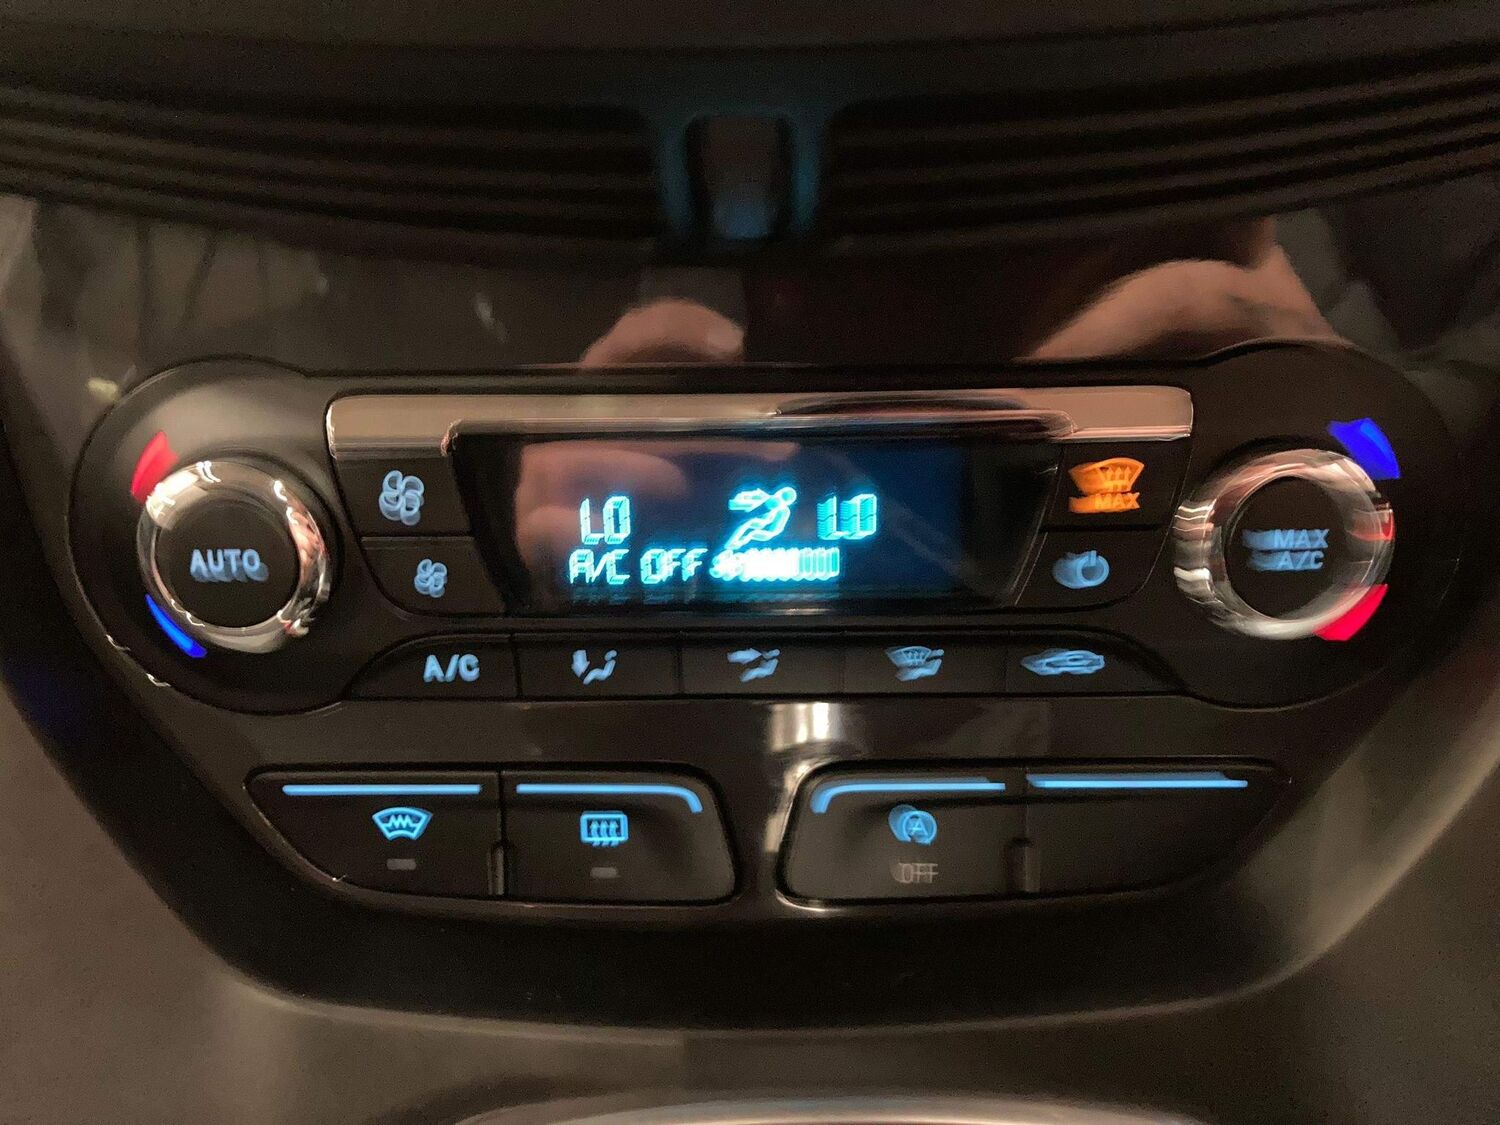 LO LO
A/C OFF
MAX
AUTO
MAX
A/C
A/C
A
OFF